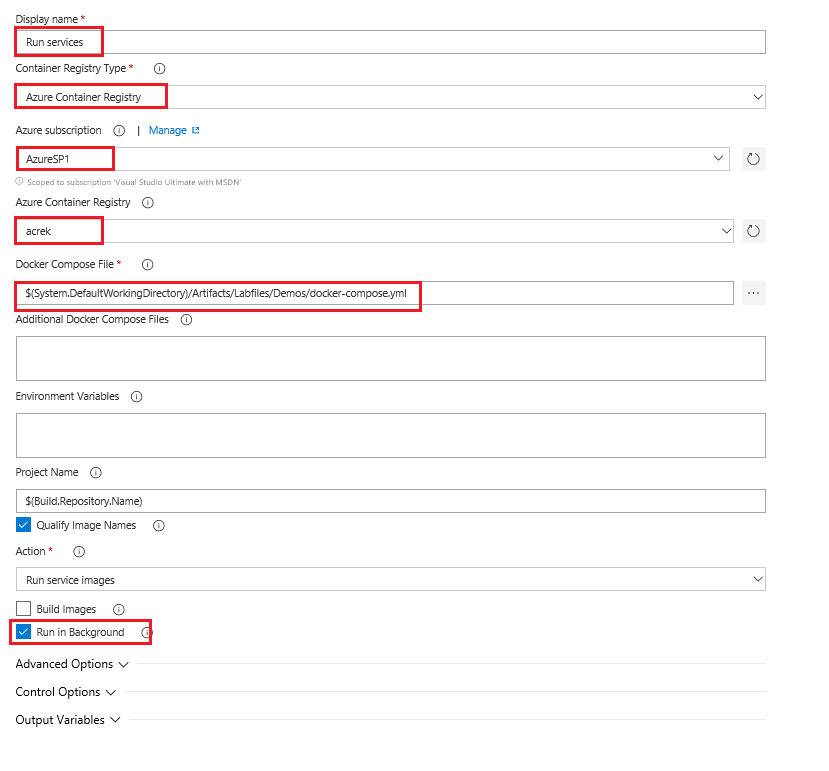 Display name *
Run services
Container Registry Type *
Azure Container Registry
Azure subscription | Manage
AzureSP1
Scoped to subscription 'Visual Studio Ultimate with MSDN'
Azure Container Registry
acrek
Docker Compose File *
$(System.DefaultWorkingDirectory)/Artifacts/Labfiles/Demos/docker-compose.yml ...
Additional Docker Compose Files
Environment Variables
Project Name
$(Build.Repository.Name)
Qualify Image Names
Action *
Run service images
Build Images
Run in Background
Advanced Options
Control Options
Output Variables